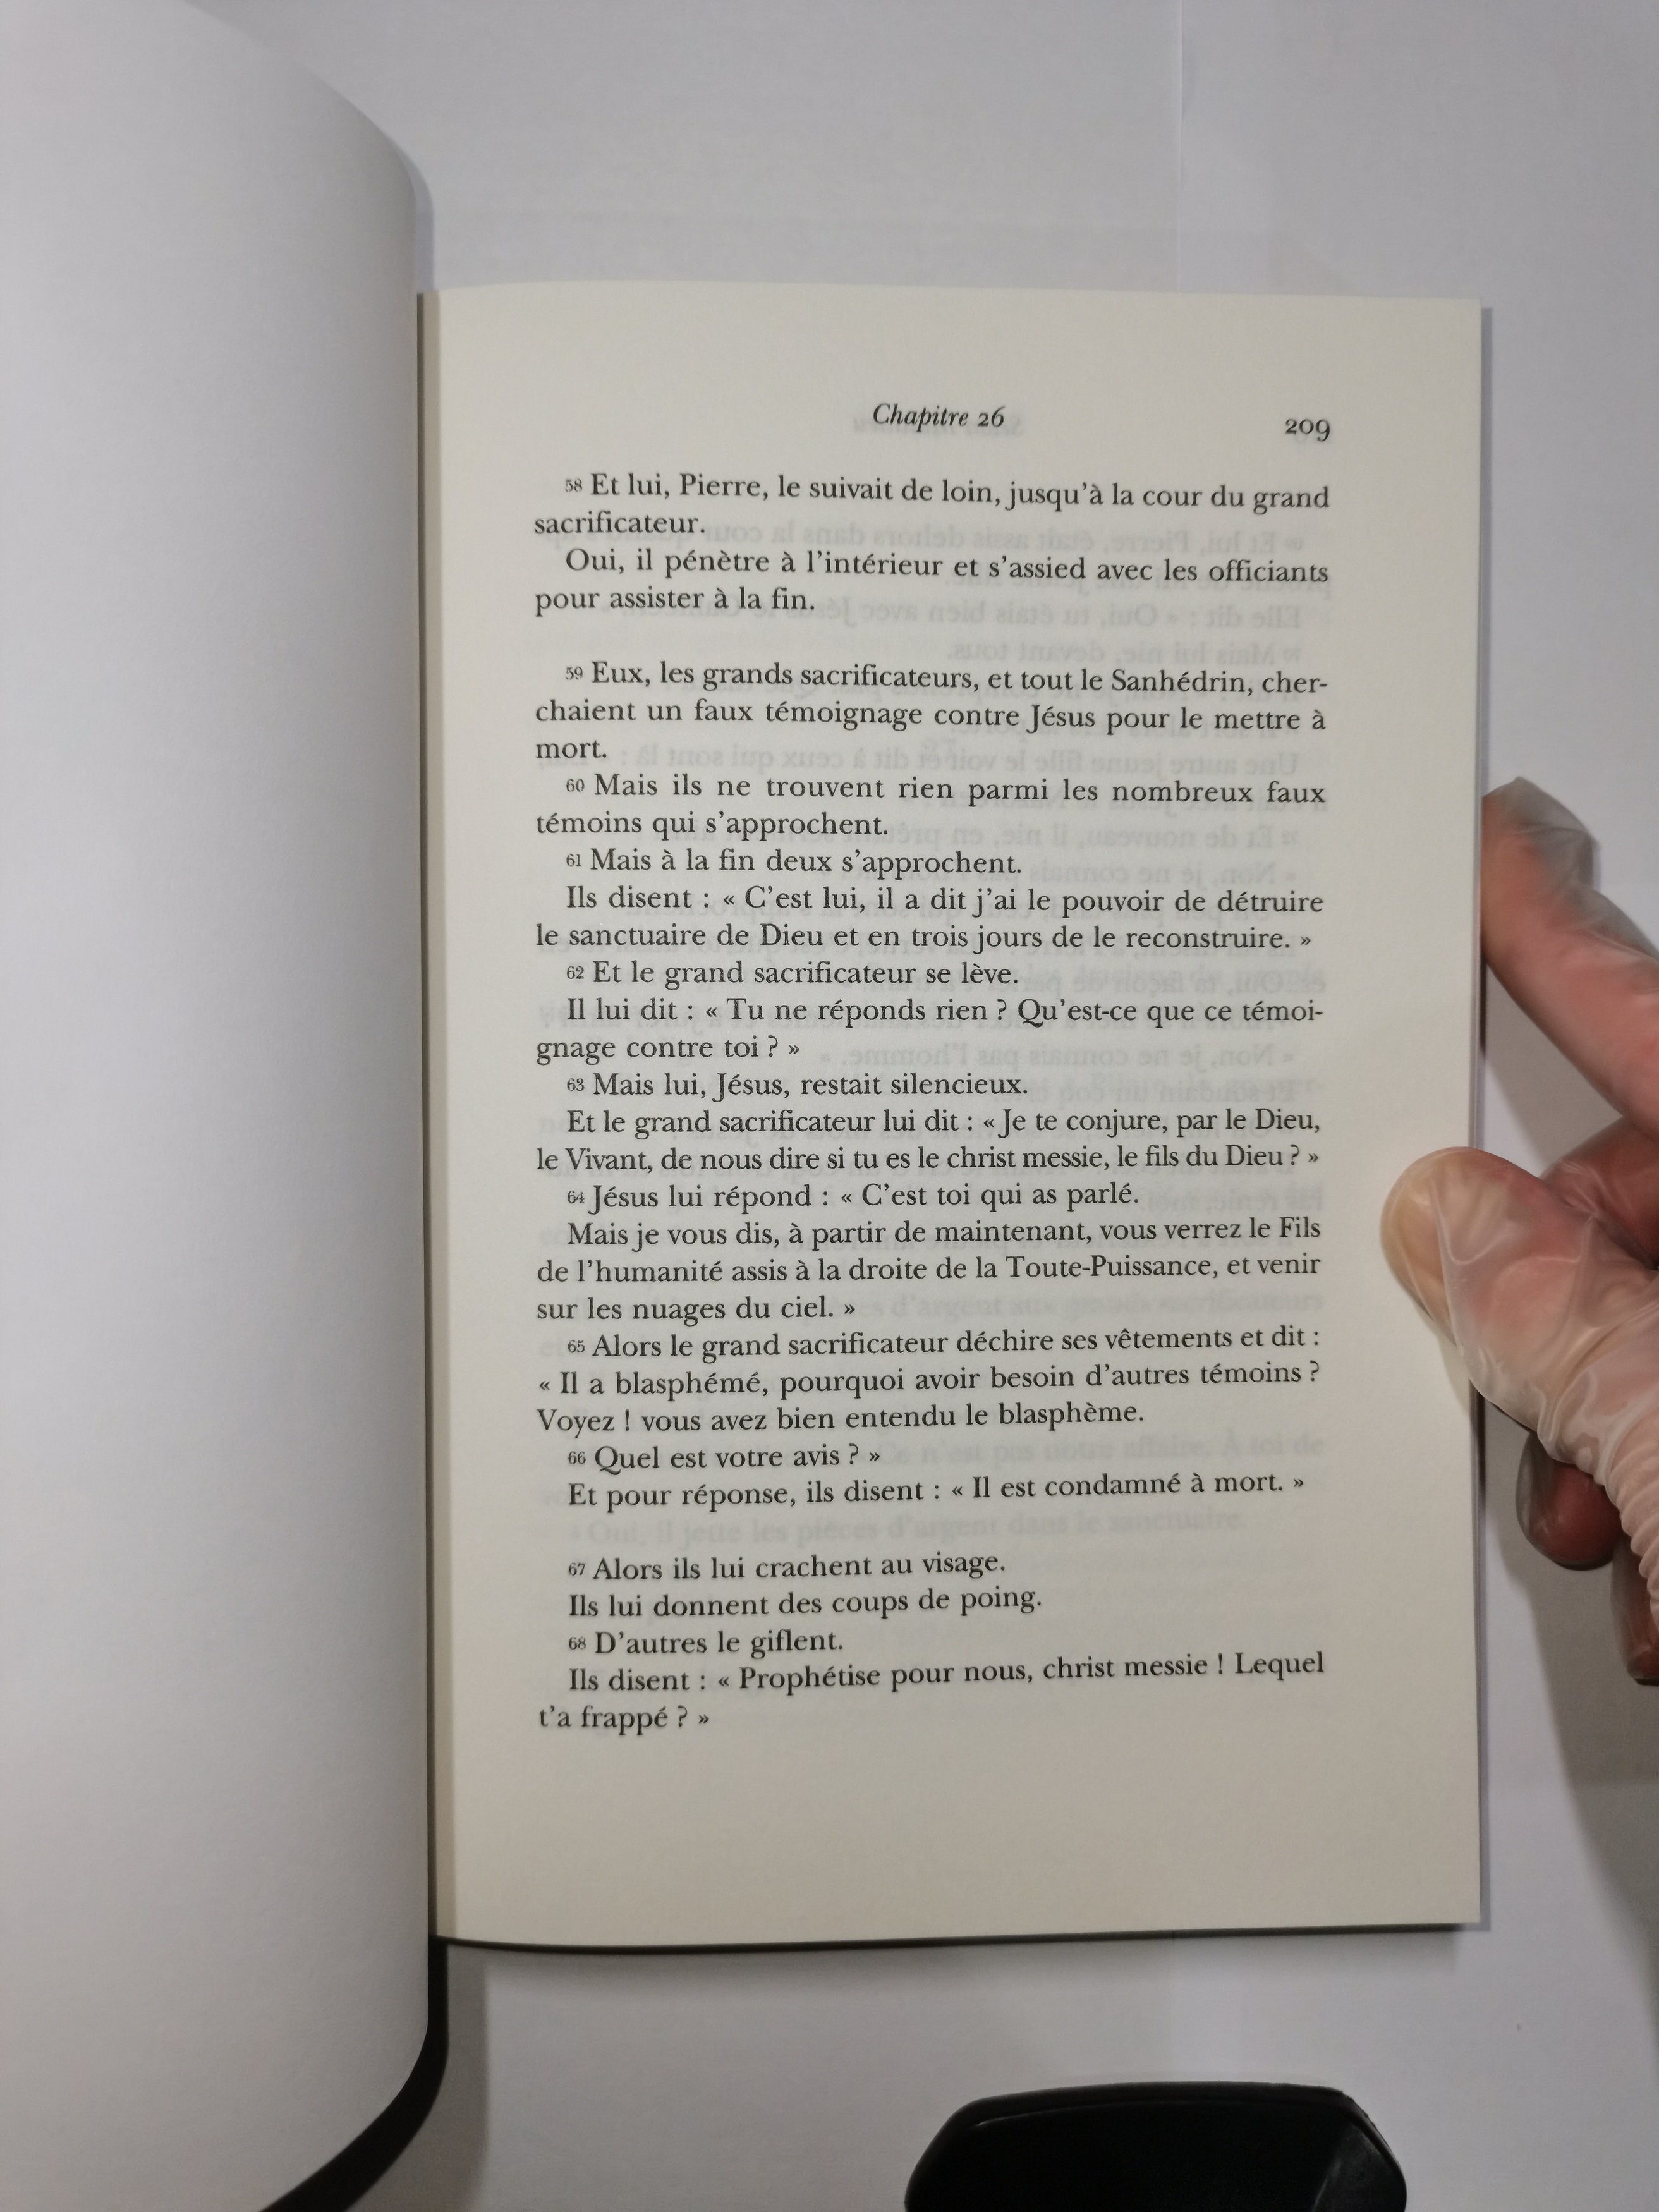 Chapitre 26
209
58 Et lui, Pierre, le suivait de loin, jusqu'à la cour du grand
sacrificateur.
Oui, il pénètre à l'intérieur et s'assied avec les officiants
pour assister à la fin.
59 Eux, les grands sacrificateurs, et tout le Sanhédrin, cher-
chaient un faux témoignage contre Jésus pour le mettre à
mort.
60 Mais ils ne trouvent rien parmi les nombreux faux
témoins qui s'approchent.
61 Mais à la fin deux s'approchent.
Ils disent : « C'est lui, il a dit j'ai le pouvoir de détruire
le sanctuaire de Dieu et en trois jours de le reconstruire. »
62 Et le grand sacrificateur se lève.
Il lui dit : « Tu ne réponds rien ? Qu'est-ce que ce témoi-
gnage contre toi ? »
63 Mais lui, Jésus, restait silencieux.
Et le grand sacrificateur lui dit : « Je te conjure, par le Dieu,
le Vivant, de nous dire si tu es le christ messie, le fils du Dieu ? »
64 Jésus lui répond : « C'est toi qui as parlé.
Mais je vous dis, à partir de maintenant, vous verrez le Fils
de l'humanité assis à la droite de la Toute-Puissance, et venir
sur les nuages du ciel. »
65 Alors le grand sacrificateur déchire ses vêtements et dit :
« Il a blasphémé, pourquoi avoir besoin d'autres témoins ?
Voyez ! vous avez bien entendu le blasphème.
66 Quel est votre avis ? »
Et pour réponse, ils disent : « Il est condamné à mort. »
67 Alors ils lui crachent au visage.
Ils lui donnent des coups de poing.
68 D'autres le giflent.
Ils disent : « Prophétise pour nous, christ messie ! Lequel
t'a frappé ? »